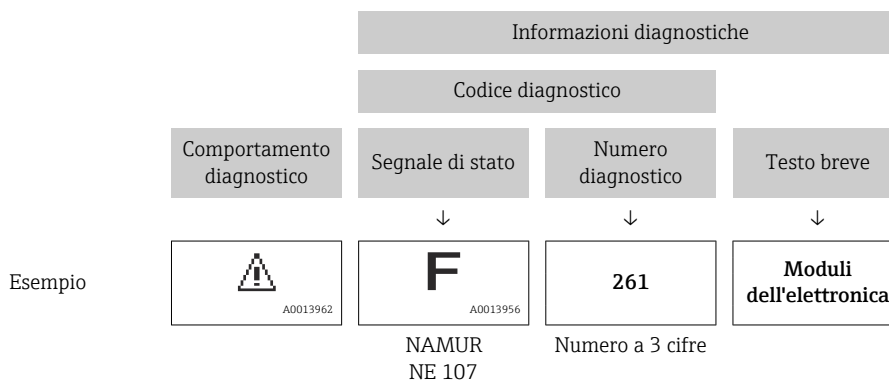 Informazioni diagnostiche
Codice diagnostico
Comportamento
diagnostico
Segnale di stato
Numero
diagnostico
Testo breve
↓ ↓ ↓
Esempio
A0013962
F
A0013956
261
Moduli
dell'elettronica
NAMUR
NE 107
Numero a 3 cifre